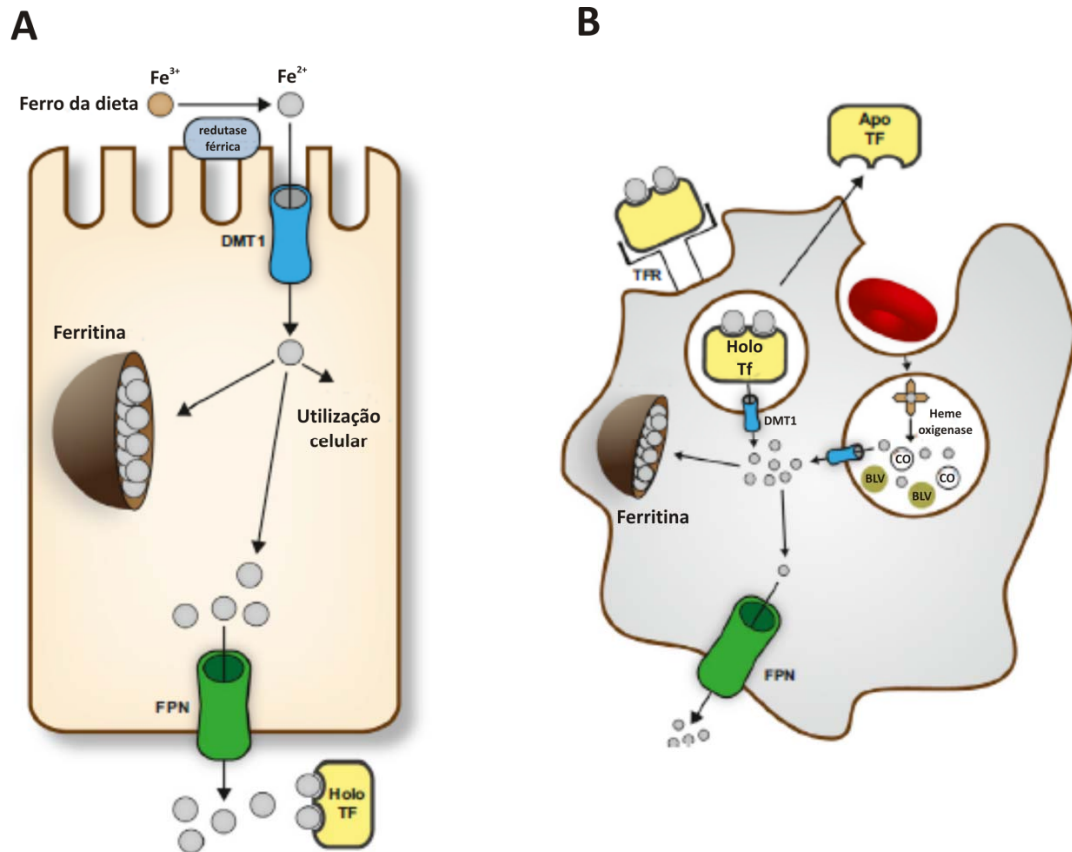 A
Fe³⁺
Fe²⁺
Ferro da dieta
redutase
férrica
DMT1
Ferritina
Utilização
celular
FPN
Holo
TF
B
Apo
TF
TFR
Holo
Tf
DMT1
Heme
oxigenase
CO
BLV
CO
BLV
Ferritina
FPN